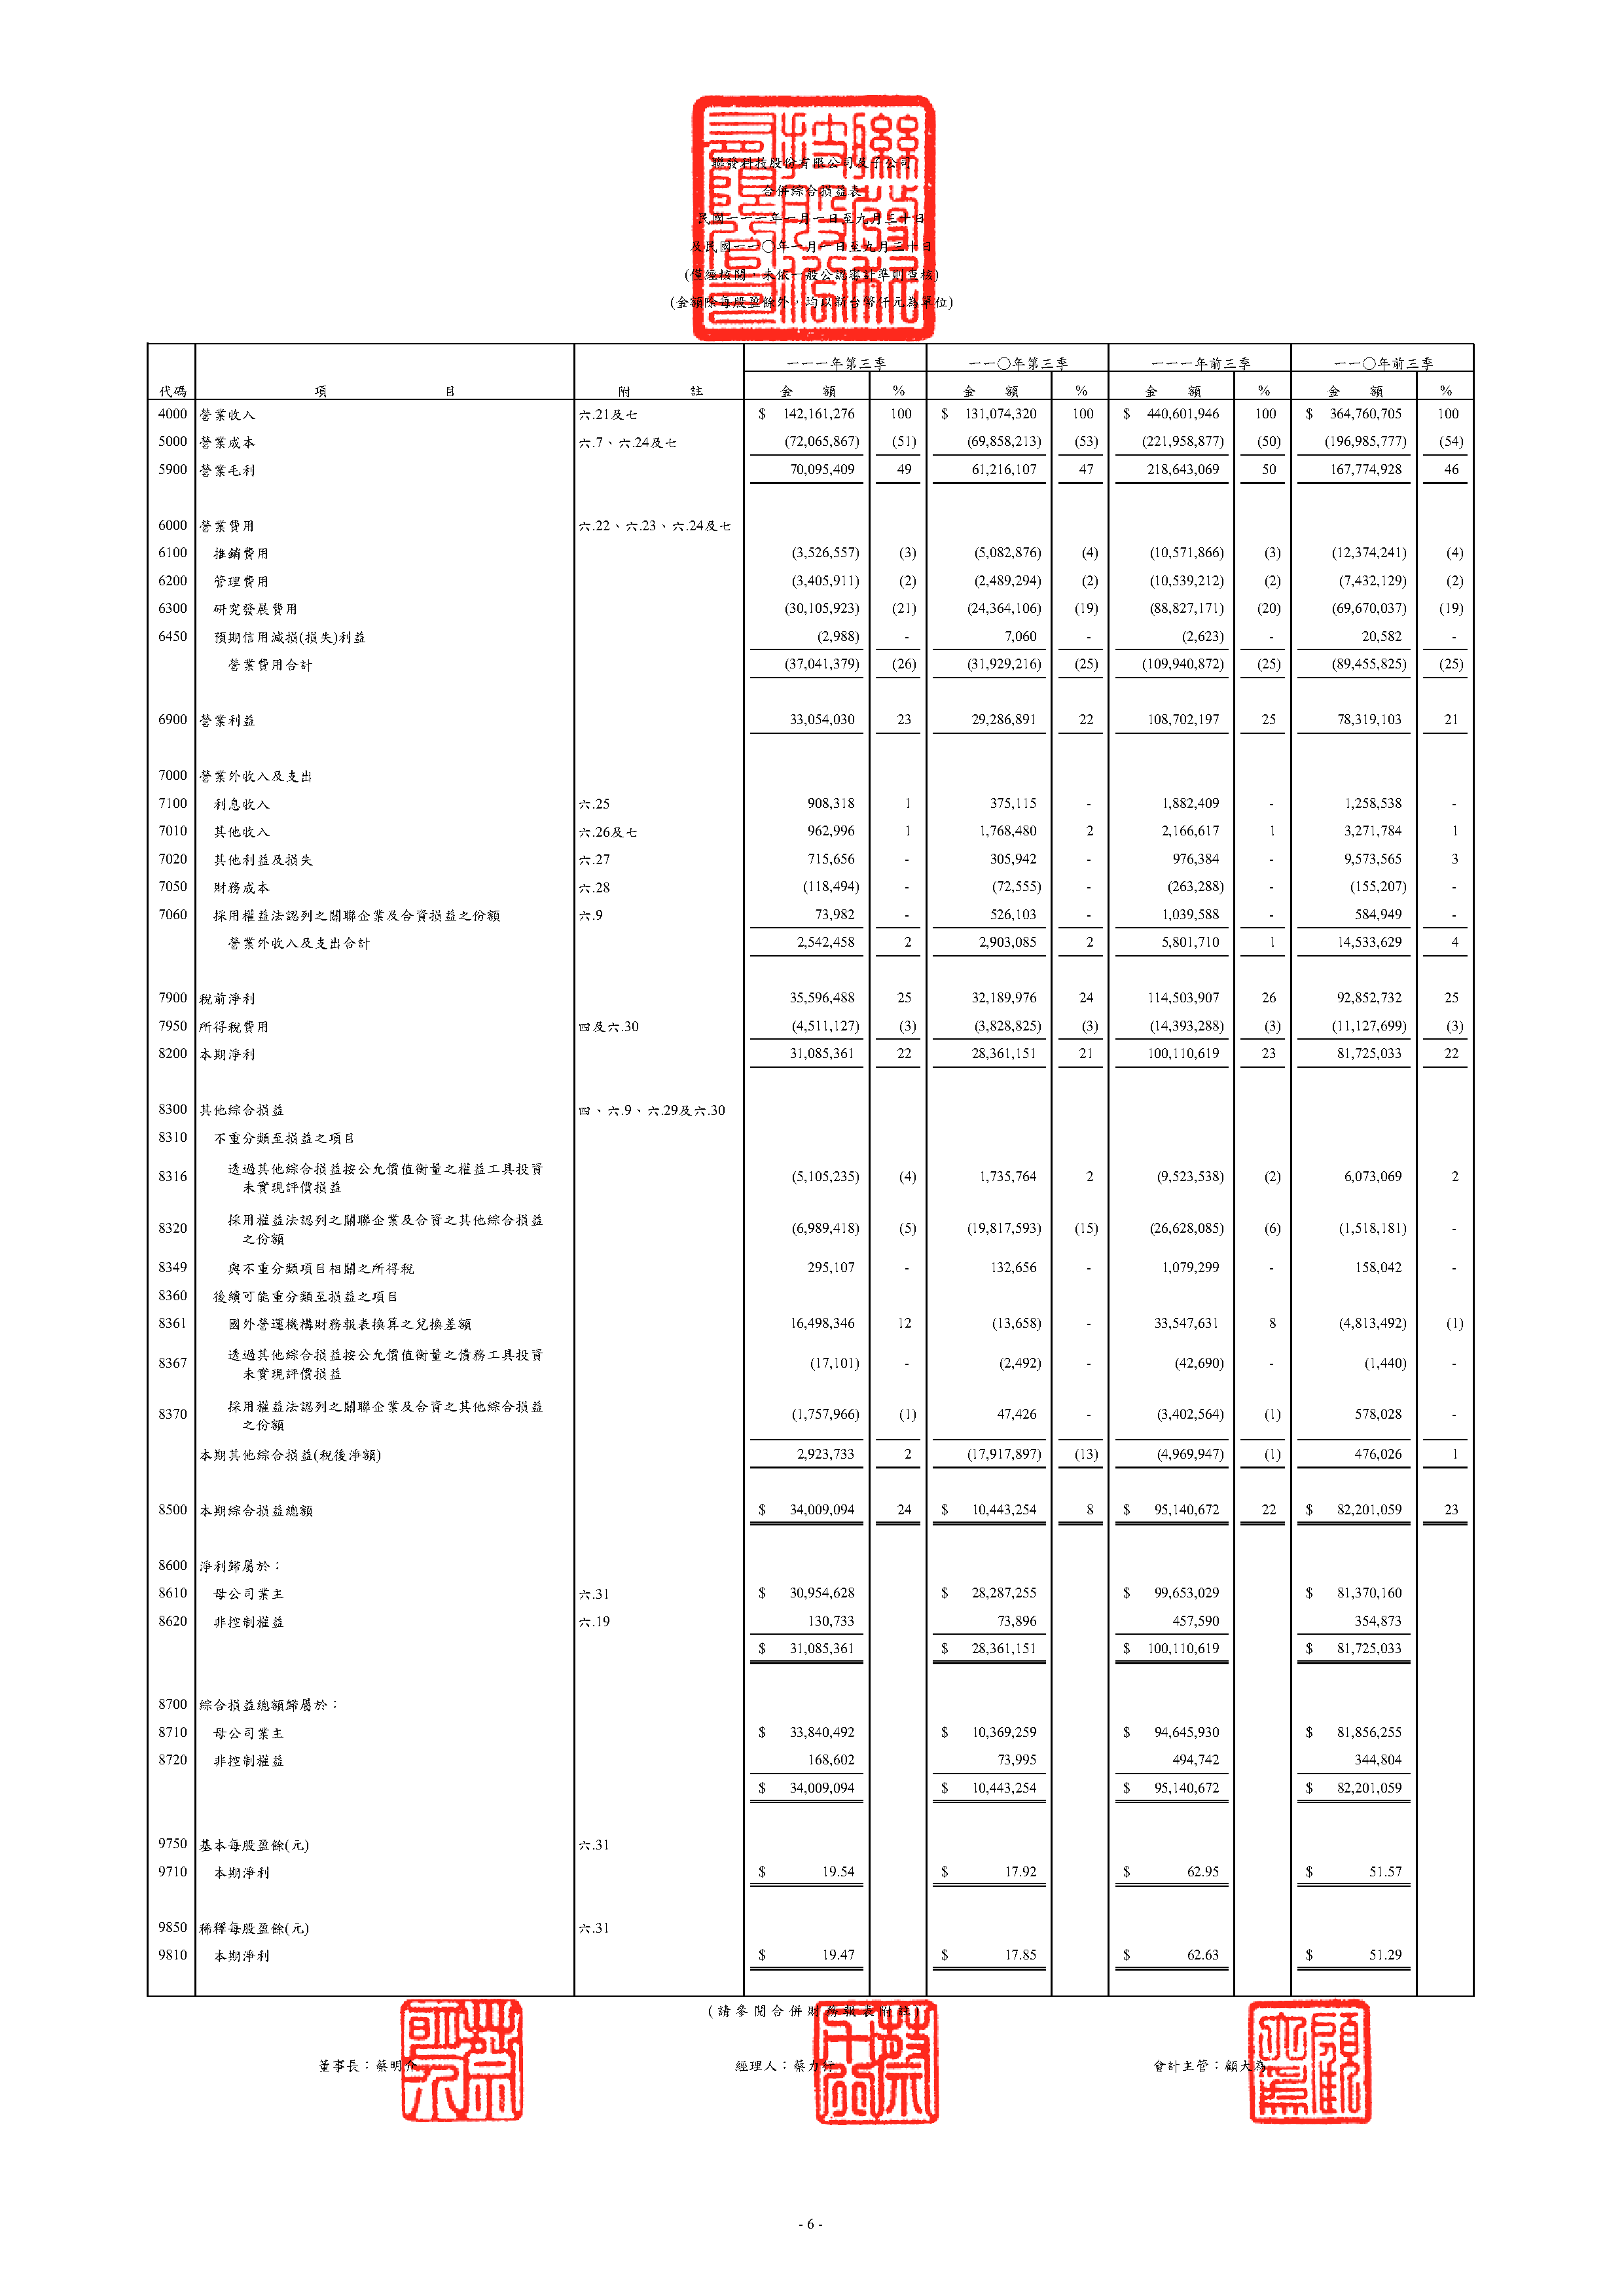 聯發科技股份有限公司及子公司
合併綜合損益表
民國一一一年一月一日至九月三十日
及民國一一〇年一月一日至九月三十日
(僅經核閱，未依一般公認審計準則查核)
(金額除每股盈餘外，均以新台幣仟元為單位)
一一一年第三季 一一〇年第三季 一一一年前三季 一一〇年前三季
代碼 項目 附註 金額 % 金額 % 金額 % 金額 %
4000 營業收入 六.21及七 $ 142,161,276 100 $ 131,074,320 100 $ 440,601,946 100 $ 364,760,705 100
5000 營業成本 六.7、六.24及七 (72,065,867) (51) (69,858,213) (53) (221,958,877) (50) (196,985,777) (54)
5900 營業毛利 70,095,409 49 61,216,107 47 218,643,069 50 167,774,928 46
6000 營業費用 六.22、六.23、六.24及七
6100 推銷費用 (3,526,557) (3) (5,082,876) (4) (10,571,866) (3) (12,374,241) (4)
6200 管理費用 (3,405,911) (2) (2,489,294) (2) (10,539,212) (2) (7,432,129) (2)
6300 研究發展費用 (30,105,923) (21) (24,364,106) (19) (88,827,171) (20) (69,670,037) (19)
6450 預期信用減損(損失)利益 (2,988) - 7,060 - (2,623) - 20,582 -
營業費用合計 (37,041,379) (26) (31,929,216) (25) (109,940,872) (25) (89,455,825) (25)
6900 營業利益 33,054,030 23 29,286,891 22 108,702,197 25 78,319,103 21
7000 營業外收入及支出
7100 利息收入 六.25 908,318 1 375,115 - 1,882,409 - 1,258,538 -
7010 其他收入 六.26及七 962,996 1 1,768,480 2 2,166,617 1 3,271,784 1
7020 其他利益及損失 六.27 715,656 - 305,942 - 976,384 - 9,573,565 3
7050 財務成本 六.28 (118,494) - (72,555) - (263,288) - (155,207) -
7060 採用權益法認列之關聯企業及合資損益之份額 六.9 73,982 - 526,103 - 1,039,588 - 584,949 -
營業外收入及支出合計 2,542,458 2 2,903,085 2 5,801,710 1 14,533,629 4
7900 稅前淨利 35,596,488 25 32,189,976 24 114,503,907 26 92,852,732 25
7950 所得稅費用 四及六.30 (4,511,127) (3) (3,828,825) (3) (14,393,288) (3) (11,127,699) (3)
8200 本期淨利 31,085,361 22 28,361,151 21 100,110,619 23 81,725,033 22
8300 其他綜合損益 四、六.9、六.29及六.30
8310 不重分類至損益之項目
8316 透過其他綜合損益按公允價值衡量之權益工具投資
未實現評價損益 (5,105,235) (4) 1,735,764 2 (9,523,538) (2) 6,073,069 2
8320 採用權益法認列之關聯企業及合資之其他綜合損益
之份額 (6,989,418) (5) (19,817,593) (15) (26,628,085) (6) (1,518,181) -
8349 與不重分類項目相關之所得稅 295,107 - 132,656 - 1,079,299 - 158,042 -
8360 後續可能重分類至損益之項目
8361 國外營運機構財務報表換算之兌換差額 16,498,346 12 (13,658) - 33,547,631 8 (4,813,492) (1)
8367 透過其他綜合損益按公允價值衡量之債務工具投資
未實現評價損益 (17,101) - (2,492) - (42,690) - (1,440) -
8370 採用權益法認列之關聯企業及合資之其他綜合損益
之份額 (1,757,966) (1) 47,426 - (3,402,564) (1) 578,028 -
本期其他綜合損益(稅後淨額) 2,923,733 2 (17,917,897) (13) (4,969,947) (1) 476,026 1
8500 本期綜合損益總額 $ 34,009,094 24 $ 10,443,254 8 $ 95,140,672 22 $ 82,201,059 23
8600 淨利歸屬於：
8610 母公司業主 六.31 $ 30,954,628 $ 28,287,255 $ 99,653,029 $ 81,370,160
8620 非控制權益 六.19 130,733 73,896 457,590 354,873
$ 31,085,361 $ 28,361,151 $ 100,110,619 $ 81,725,033
8700 綜合損益總額歸屬於：
8710 母公司業主 $ 33,840,492 $ 10,369,259 $ 94,645,930 $ 81,856,255
8720 非控制權益 168,602 73,995 494,742 344,804
$ 34,009,094 $ 10,443,254 $ 95,140,672 $ 82,201,059
9750 基本每股盈餘(元) 六.31
9710 本期淨利 $ 19.54 $ 17.92 $ 62.95 $ 51.57
9850 稀釋每股盈餘(元) 六.31
9810 本期淨利 $ 19.47 $ 17.85 $ 62.63 $ 51.29
(請參閱合併財務報表附註)
董事長：蔡明介 經理人：蔡力行 會計主管：顧大為
- 6 -